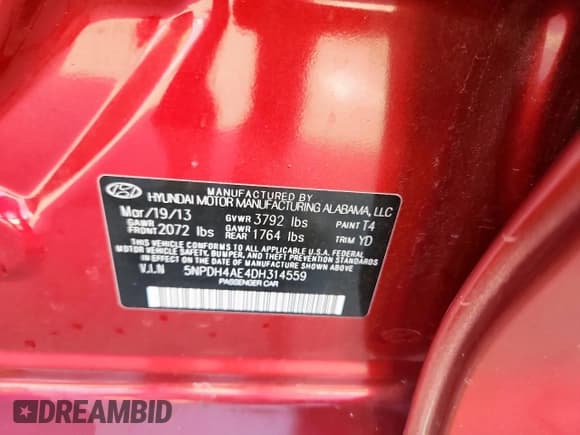 MANUFACTURED BY
HYUNDAI MOTOR MANUFACTURING ALABAMA, LLC
Mar/19/13 GVWR 3792 lbs PAINT T4
GAWR FRONT 2072 lbs GAWR REAR 1764 lbs TRIM YD
THIS VEHICLE CONFORMS TO ALL APPLICABLE U.S.A. FEDERAL
MOTOR VEHICLE SAFETY, BUMPER, AND THEFT PREVENTION STANDARDS
IN EFFECT ON THE DATE OF MANUFACTURE SHOWN ABOVE.
V.I.N 5NPDH4AE4DH314559
PASSENGER CAR
DREAMBID